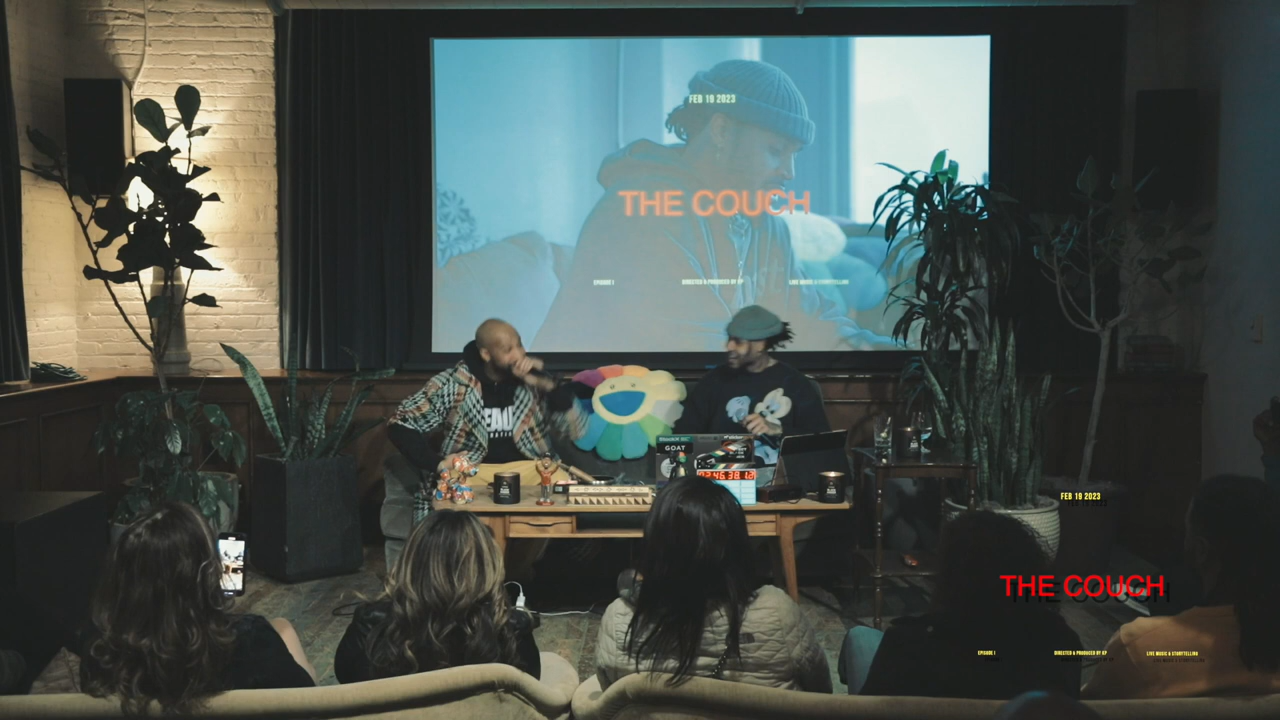 FEB 19 2023
THE COUCH
EPISODE I
DIRECTED & PRODUCED BY KP
LIVE MUSIC & STORYTELLING
GOAT
FEB 19 2023
THE COUCH
EPISODE I
DIRECTED & PRODUCED BY KP
LIVE MUSIC & STORYTELLING